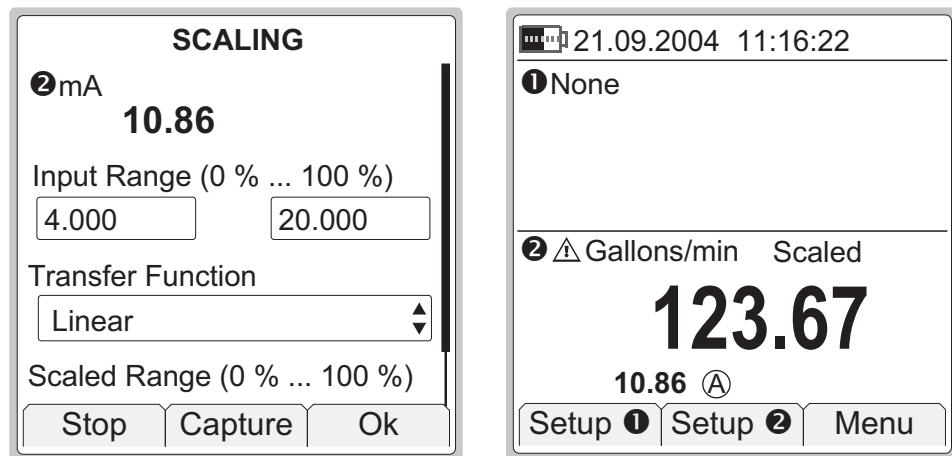 SCALING
❷mA
10.86
Input Range (0 % ... 100 %)
4.000 20.000
Transfer Function
Linear
Scaled Range (0 % ... 100 %)
Stop Capture Ok
21.09.2004 11:16:22
❶None
❷ ⚠ Gallons/min Scaled
123.67
10.86 Ⓐ
Setup ❶ Setup ❷ Menu